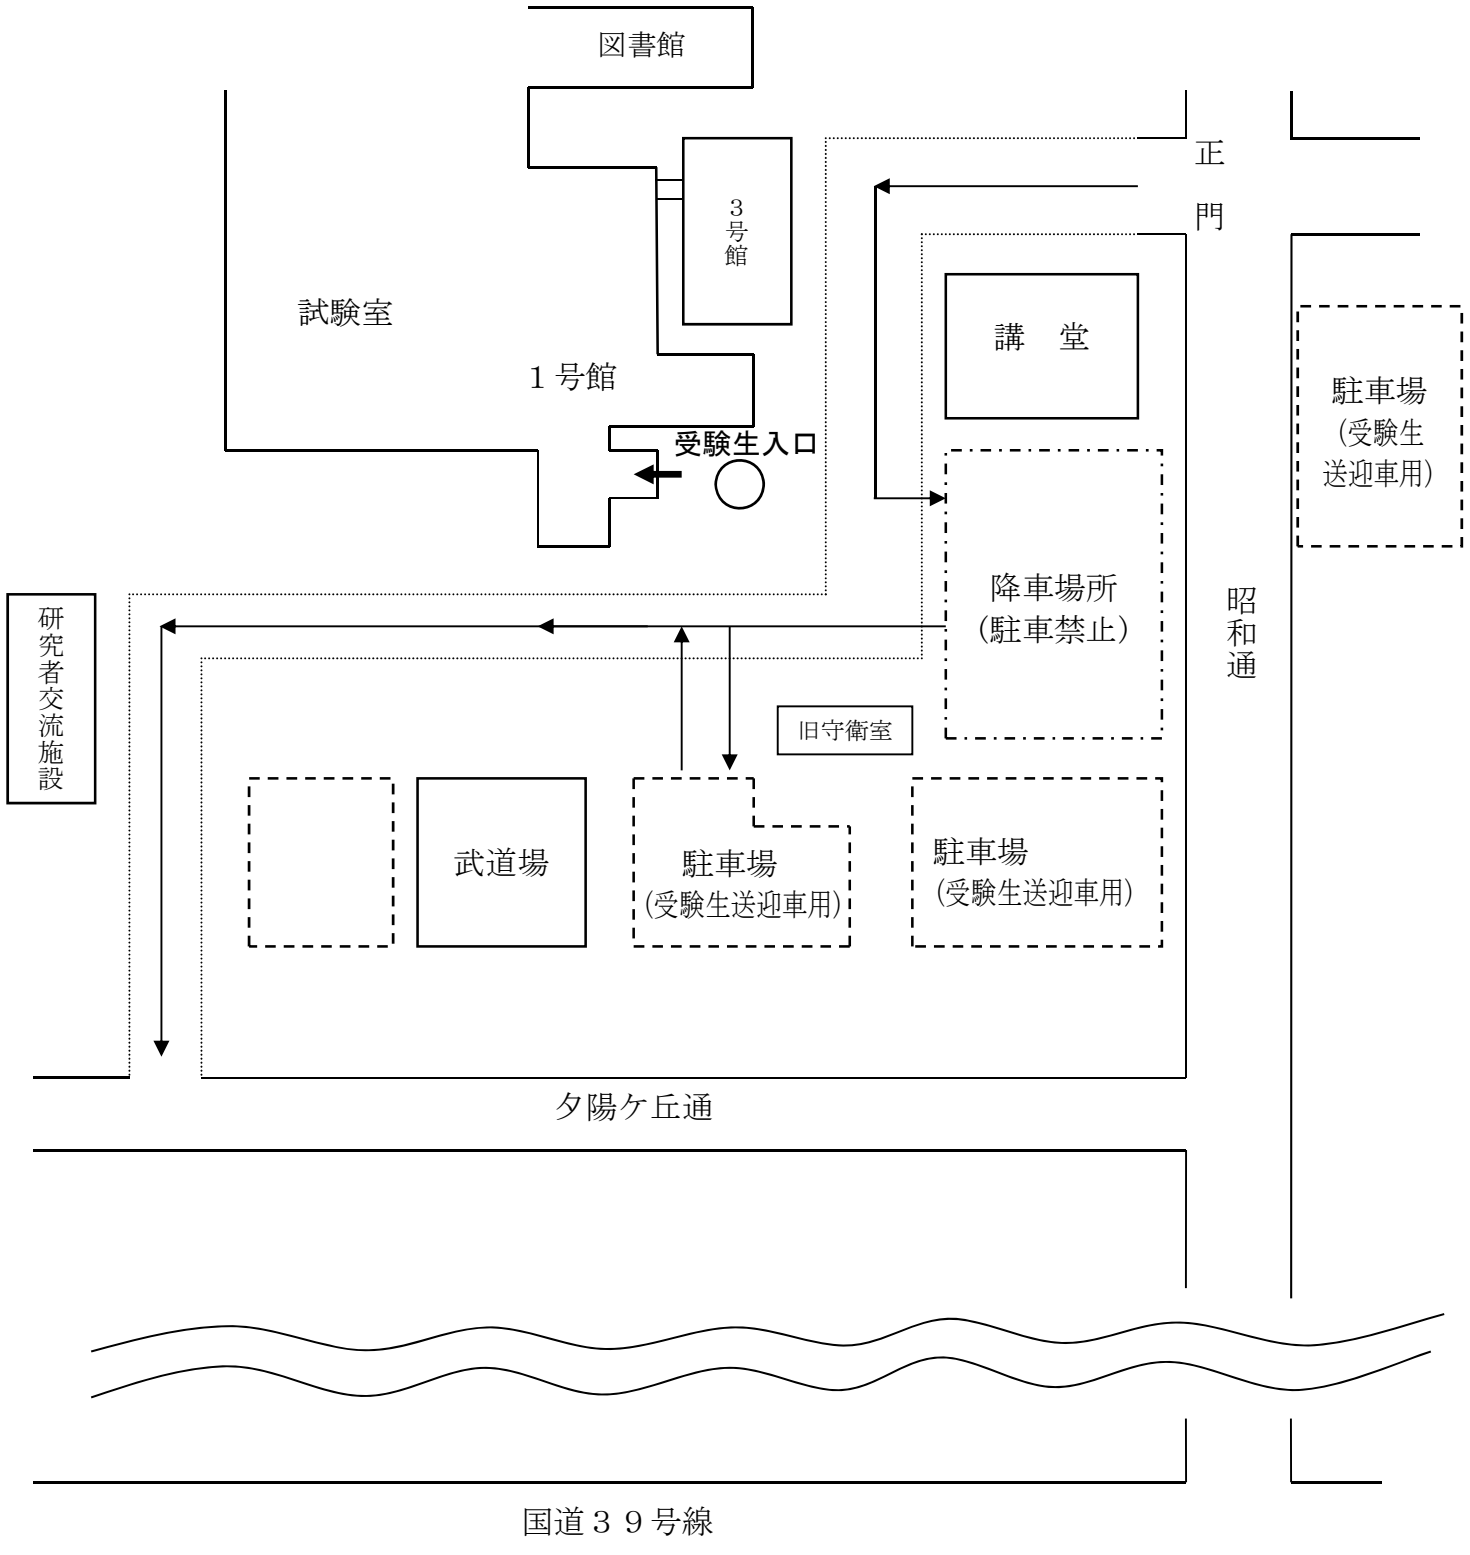 図書館
正
門
３号館
試験室
講　堂
１号館
駐車場
(受験生
送迎車用)
受験生入口
降車場所
(駐車禁止)
昭和通
研究者交流施設
旧守衛室
武道場
駐車場
(受験生送迎車用)
駐車場
(受験生送迎車用)
夕陽ケ丘通
国道３９号線